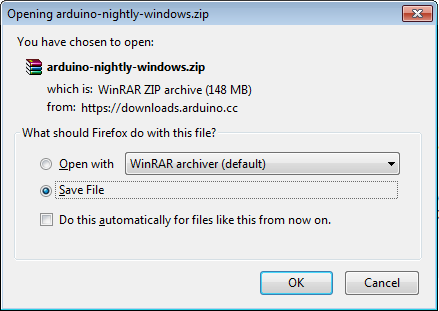 Opening arduino-nightly-windows.zip
You have chosen to open:
arduino-nightly-windows.zip
which is: WinRAR ZIP archive (148 MB)
from: https://downloads.arduino.cc
What should Firefox do with this file?
Open with WinRAR archiver (default)
Save File
Do this automatically for files like this from now on.
OK Cancel